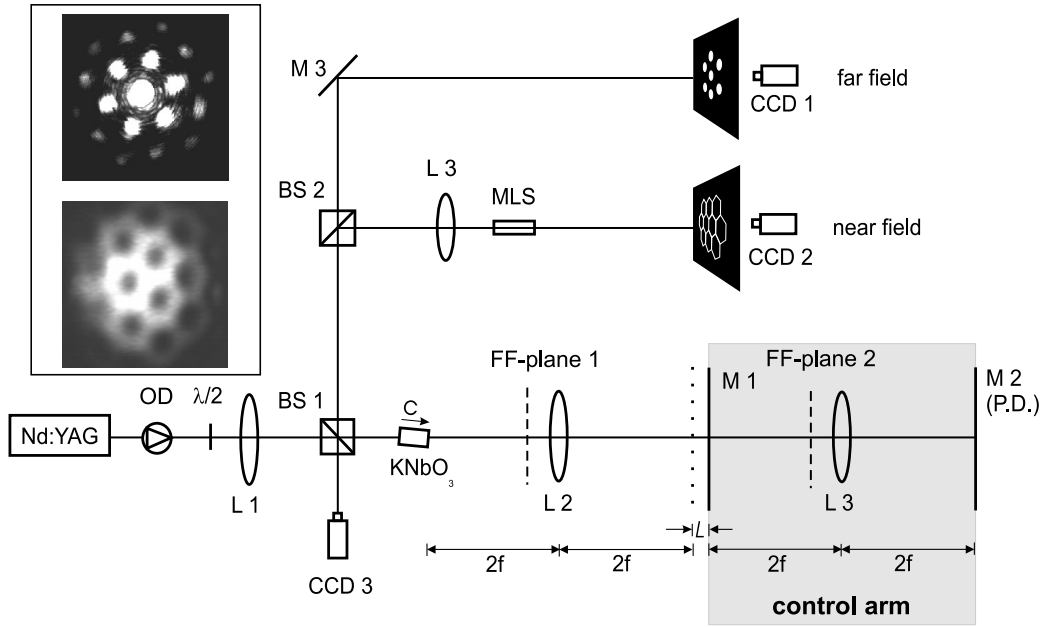 M 3
CCD 1
far field
L 3
BS 2
MLS
CCD 2
near field
FF-plane 1
FF-plane 2
M 1
M 2
(P.D.)
OD
λ/2
BS 1
C
Nd:YAG
KNbO3
L 1
L 2
L 3
L
CCD 3
2f
2f
2f
2f
control arm